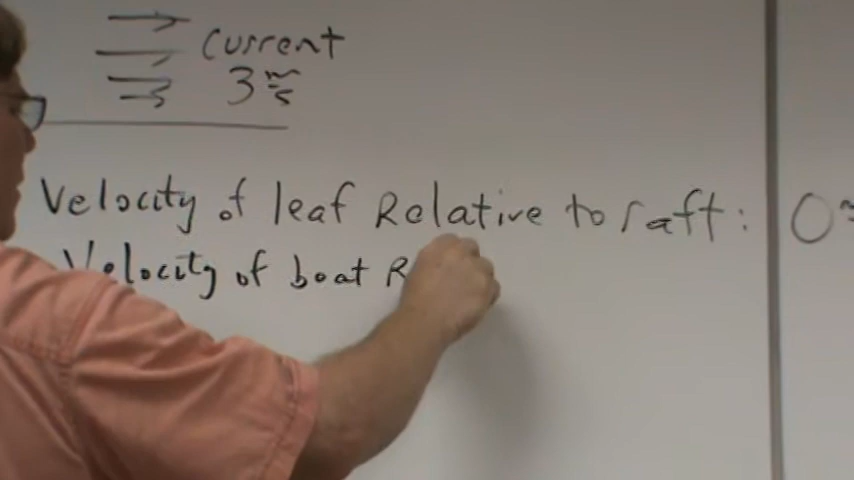 Current
3 m/s
Velocity of leaf Relative to raft: 0
Velocity of boat R